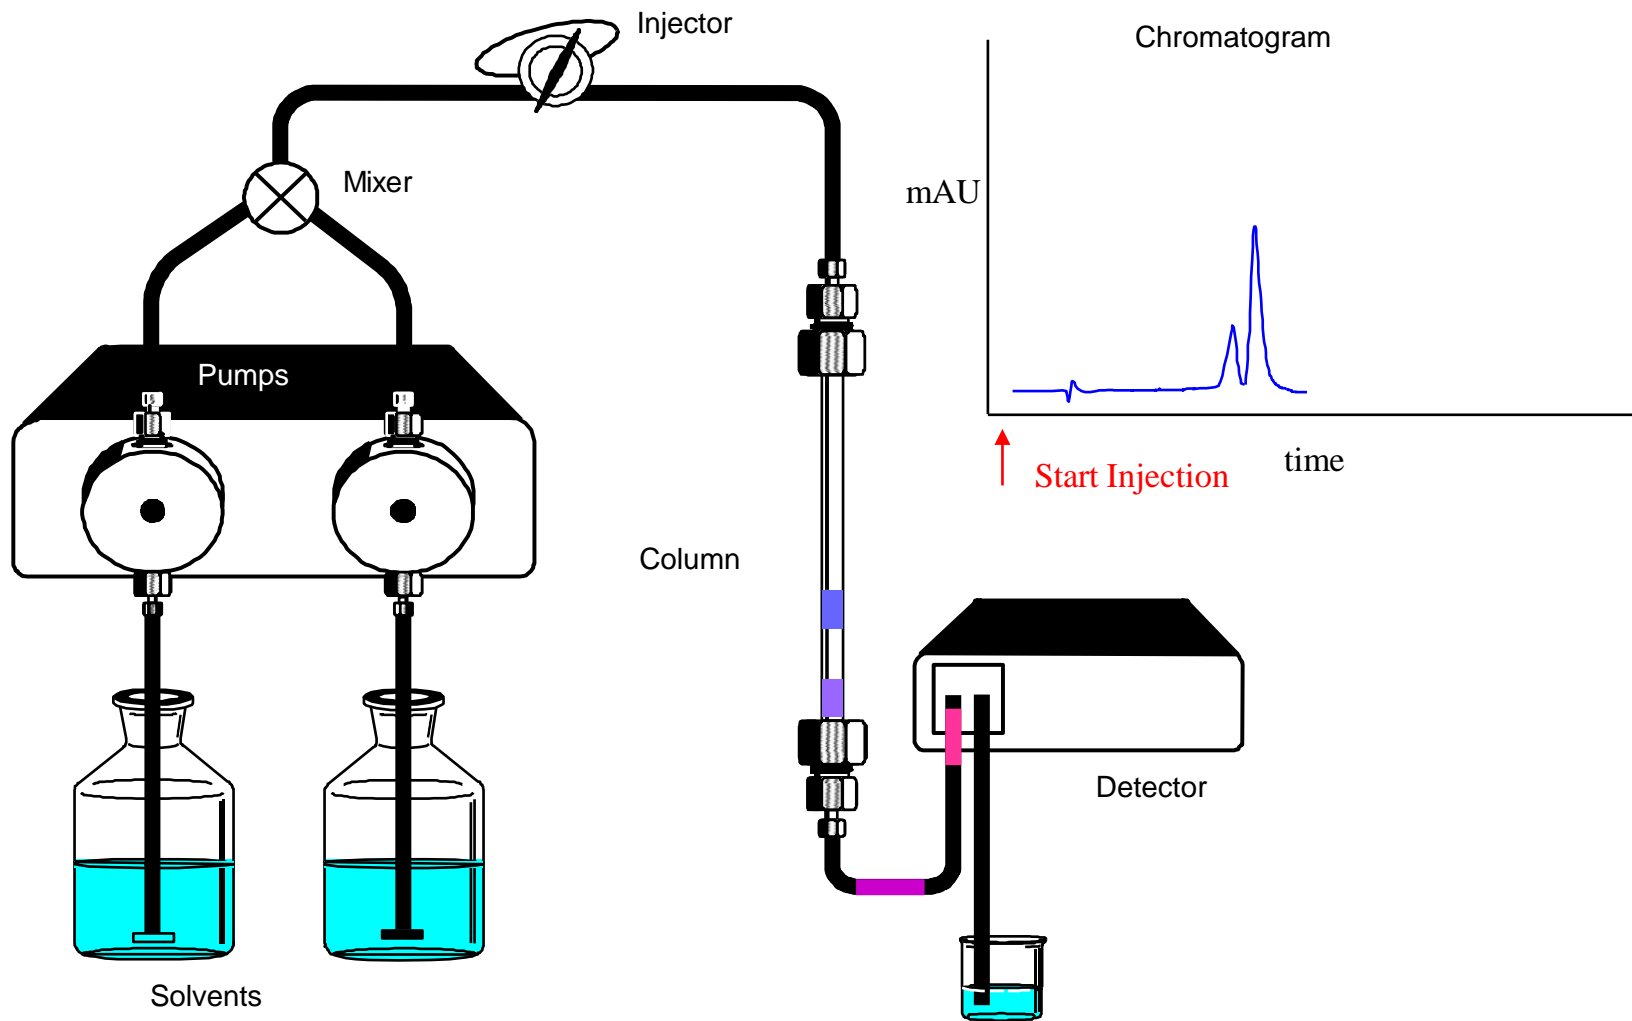 Injector
Chromatogram
Mixer
mAU
Pumps
time
Start Injection
Column
Detector
Solvents